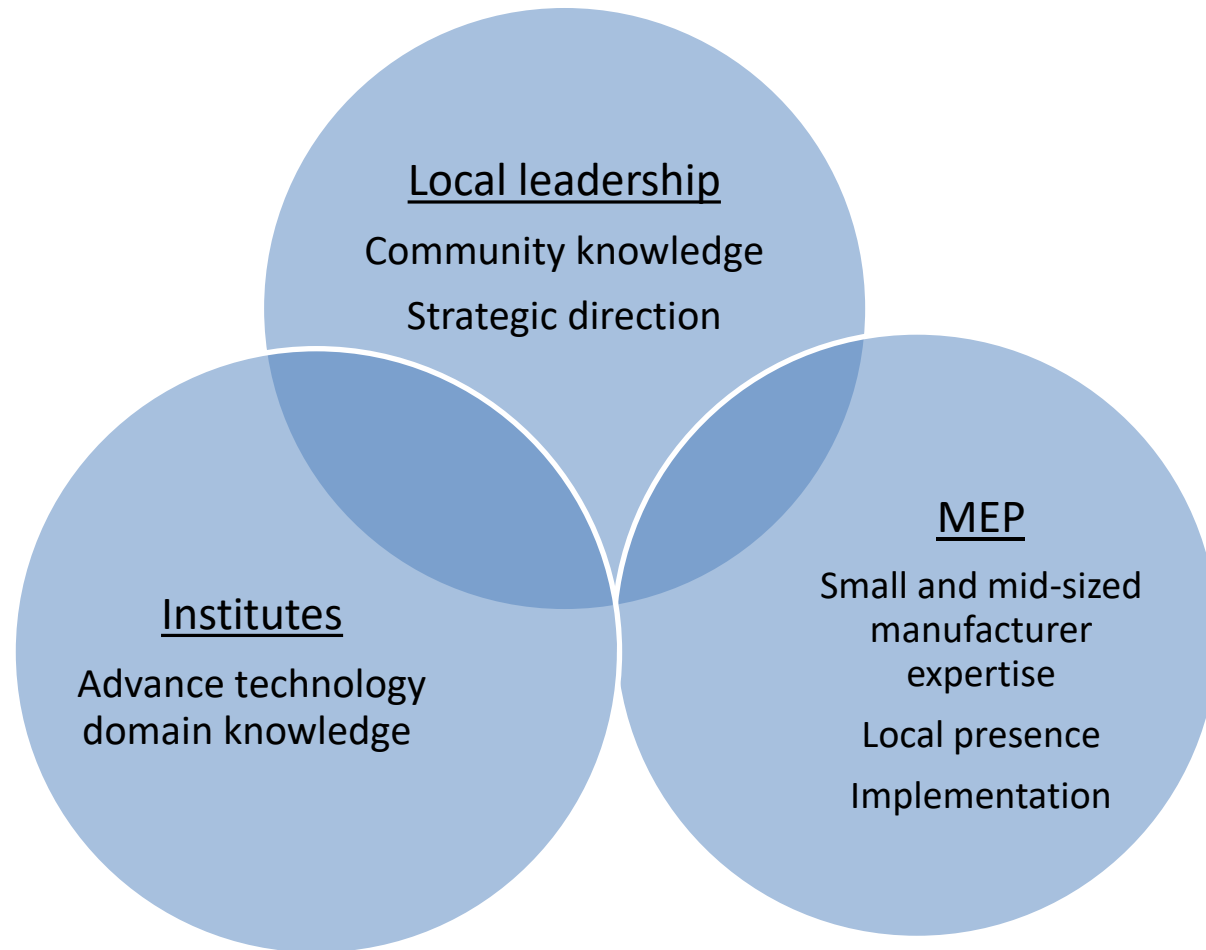 Local leadership
Community knowledge
Strategic direction
Institutes
Advance technology
domain knowledge
MEP
Small and mid-sized
manufacturer
expertise
Local presence
Implementation